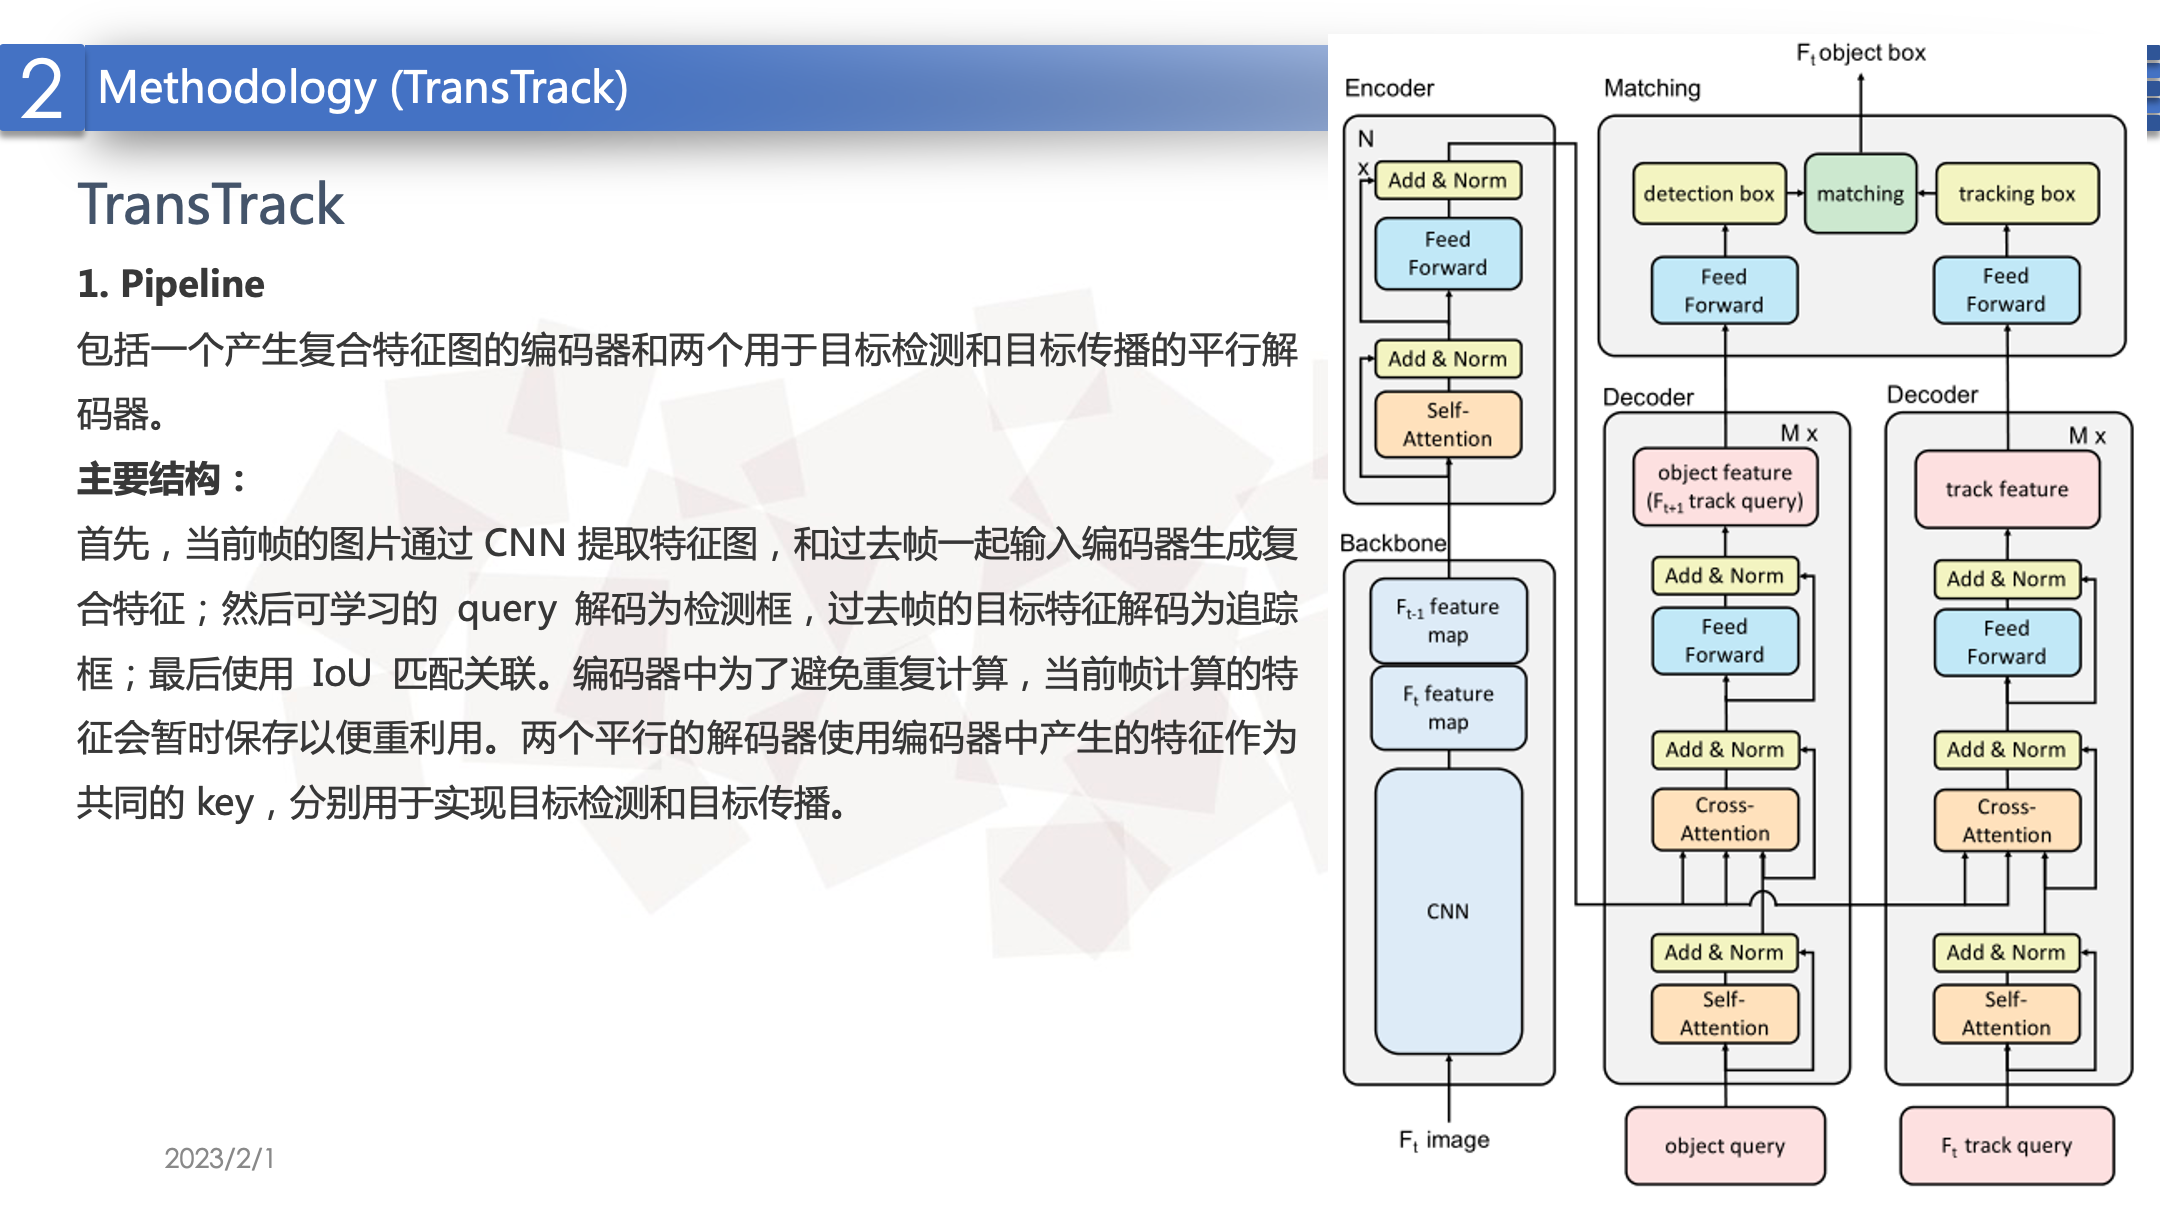 2
Methodology (TransTrack)
TransTrack
1. Pipeline
包括一个产生复合特征图的编码器和两个用于目标检测和目标传播的平行解
码器。
主要结构：
首先，当前帧的图片通过 CNN 提取特征图，和过去帧一起输入编码器生成复
合特征；然后可学习的 query 解码为检测框，过去帧的目标特征解码为追踪
框；最后使用 IoU 匹配关联。编码器中为了避免重复计算，当前帧计算的特
征会暂时保存以便重利用。两个平行的解码器使用编码器中产生的特征作为
共同的 key，分别用于实现目标检测和目标传播。
2023/2/1
Encoder
N
x
Add & Norm
Feed
Forward
Add & Norm
Self-
Attention
Backbone
Ft-1 feature
map
Ft feature
map
CNN
Ft image
Ft object box
Matching
detection box
matching
tracking box
Feed
Forward
Feed
Forward
Decoder
M x
object feature
(Ft+1 track query)
Add & Norm
Feed
Forward
Add & Norm
Cross-
Attention
Add & Norm
Self-
Attention
object query
Decoder
M x
track feature
Add & Norm
Feed
Forward
Add & Norm
Cross-
Attention
Add & Norm
Self-
Attention
Ft track query